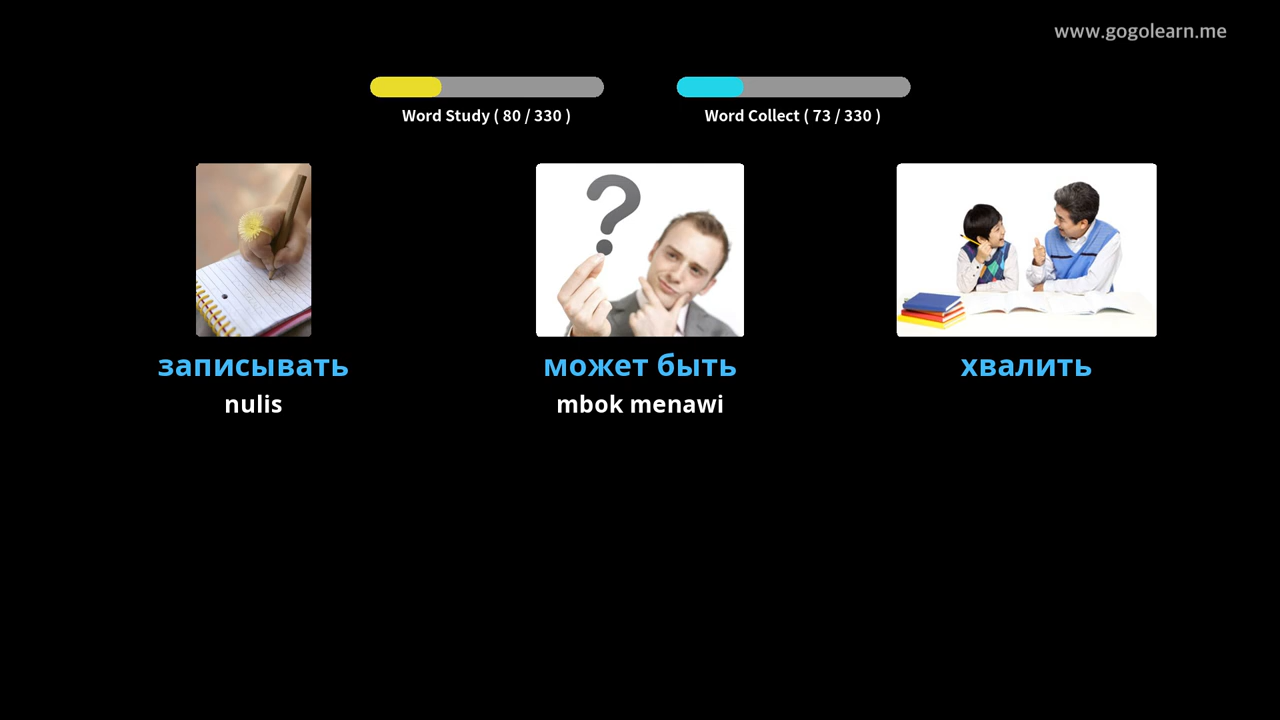 www.gogolearn.me
Word Study ( 80 / 330 )
Word Collect ( 73 / 330 )
записывать
nulis
может быть
mbok menawi
хвалить